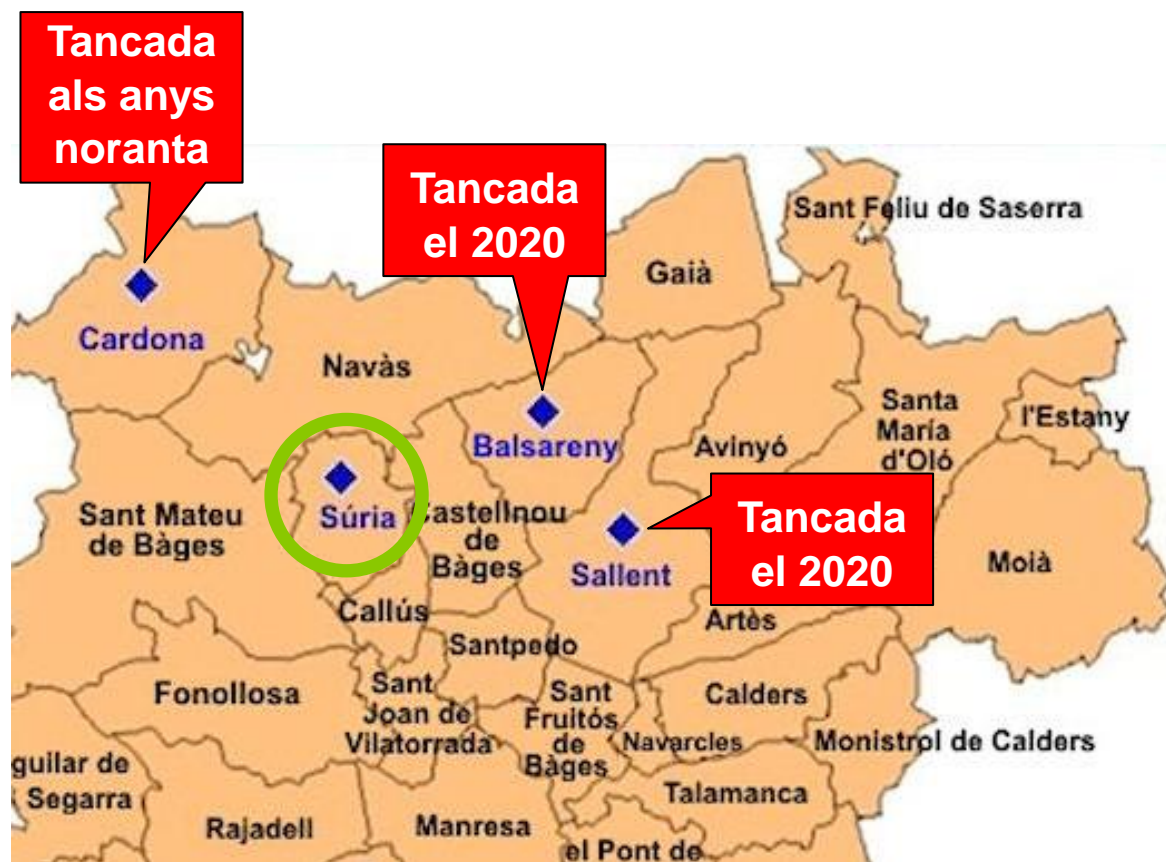 Tancada
als anys
noranta
Tancada
el 2020
Sant Feliu de Saserra
Gaià
Cardona
Navàs
Santa
María
d'Oló
l'Estany
Balsareny
Avinyó
Súria
Sant Mateu
de Bàges
Castellnou
de
Bàges
Sallent
Tancada
el 2020
Moià
Callús
Artès
Santpedo
Fonollosa
Sant
Joan de
Vilatorrada
Sant
Fruitós
de
Bàges
Calders
Navarcles
Monistrol de Calders
guilar de
Segarra
Talamanca
Rajadell
Manresa
el Pont de